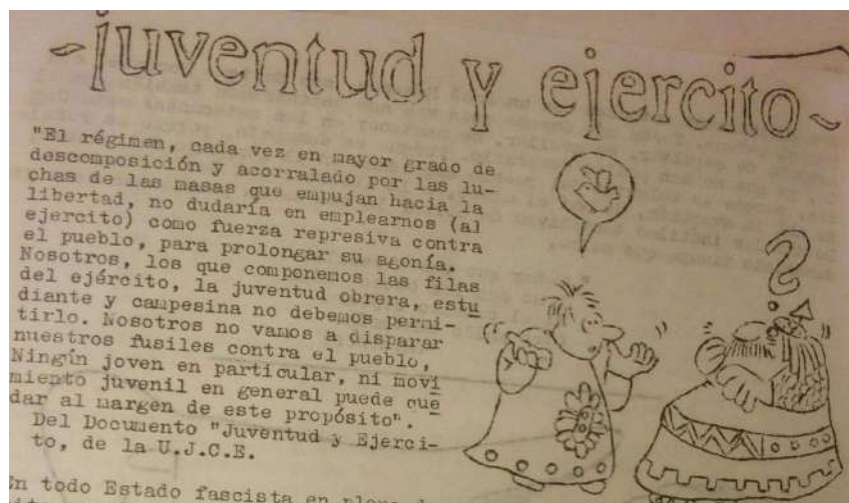 -juventud y ejercito-
"El régimen, cada vez en mayor grado de
descomposición y acorralado por las lu-
chas de las masas que empujan hacia la
libertad, no dudaría en emplearnos (al
ejercito) como fuerza represiva contra
el pueblo, para prolongar su agonía.
Nosotros, los que componemos las filas
del ejército, la juventud obrera, estu
diante y campesina no debemos permi-
tirlo. Nosotros no vamos a disparar
nuestros fusiles contra el pueblo,
Ningún joven en particular, ni movi
miento juvenil en general puede que
dar al margen de este propósito".
Del Documento "Juventud y Ejerci-
to, de la U.J.C.E.
?
En todo Estado fascista en